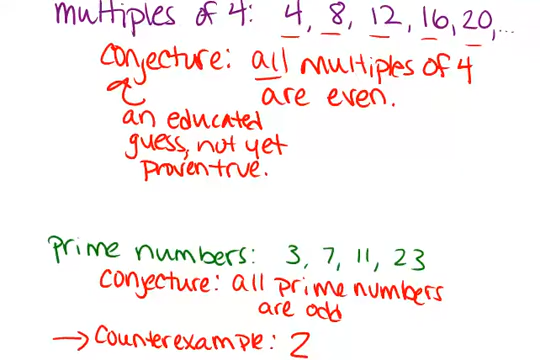 multiples of 4: 4, 8, 12, 16, 20, ...
conjecture: all multiples of 4
are even.
an educated
guess, not yet
proven true.
prime numbers: 3, 7, 11, 23
conjecture: all prime numbers
are odd
→ Counterexample: 2